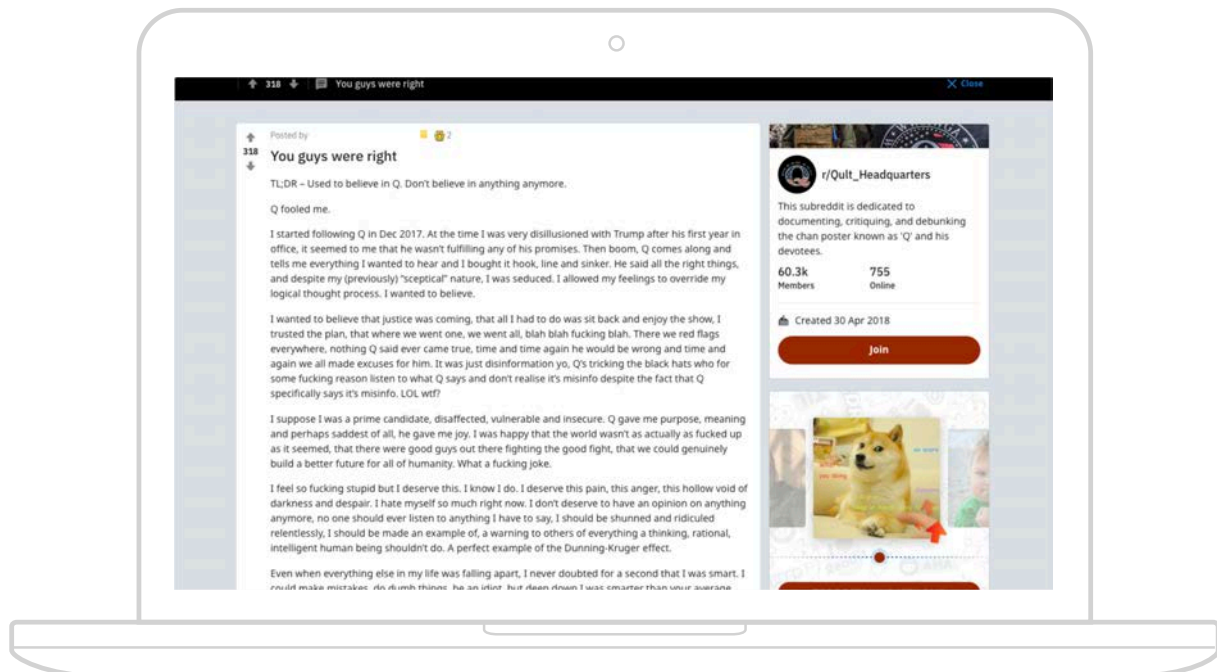 318 You guys were right Close
Posted by 2
318
You guys were right
TL;DR – Used to believe in Q. Don't believe in anything anymore.
Q fooled me.
I started following Q in Dec 2017. At the time I was very disillusioned with Trump after his first year in
office, it seemed to me that he wasn't fulfilling any of his promises. Then boom, Q comes along and
tells me everything I wanted to hear and I bought it hook, line and sinker. He said all the right things,
and despite my (previously) "sceptical" nature, I was seduced. I allowed my feelings to override my
logical thought process. I wanted to believe.
I wanted to believe that justice was coming, that all I had to do was sit back and enjoy the show, I
trusted the plan, that where we went one, we went all, blah blah fucking blah. There we red flags
everywhere, nothing Q said ever came true, time and time again he would be wrong and time and
again we all made excuses for him. It was just disinformation yo, Q's tricking the black hats who for
some fucking reason listen to what Q says and don't realise it's misinfo despite the fact that Q
specifically says it's misinfo. LOL wtf?
I suppose I was a prime candidate, disaffected, vulnerable and insecure. Q gave me purpose, meaning
and perhaps saddest of all, he gave me joy. I was happy that the world wasn't as actually as fucked up
as it seemed, that there were good guys out there fighting the good fight, that we could genuinely
build a better future for all of humanity. What a fucking joke.
I feel so fucking stupid but I deserve this. I know I do. I deserve this pain, this anger, this hollow void of
darkness and despair. I hate myself so much right now. I don't deserve to have an opinion on anything
anymore, no one should ever listen to anything I have to say, I should be shunned and ridiculed
relentlessly, I should be made an example of, a warning to others of everything a thinking, rational,
intelligent human being shouldn't do. A perfect example of the Dunning-Kruger effect.
Even when everything else in my life was falling apart, I never doubted for a second that I was smart. I
could make mistakes, do dumb things, be an idiot, but deep down I was smarter than your average
r/Qult_Headquarters
This subreddit is dedicated to
documenting, critiquing, and debunking
the chan poster known as 'Q' and his
devotees.
60.3k 755
Members Online
Created 30 Apr 2018
Join